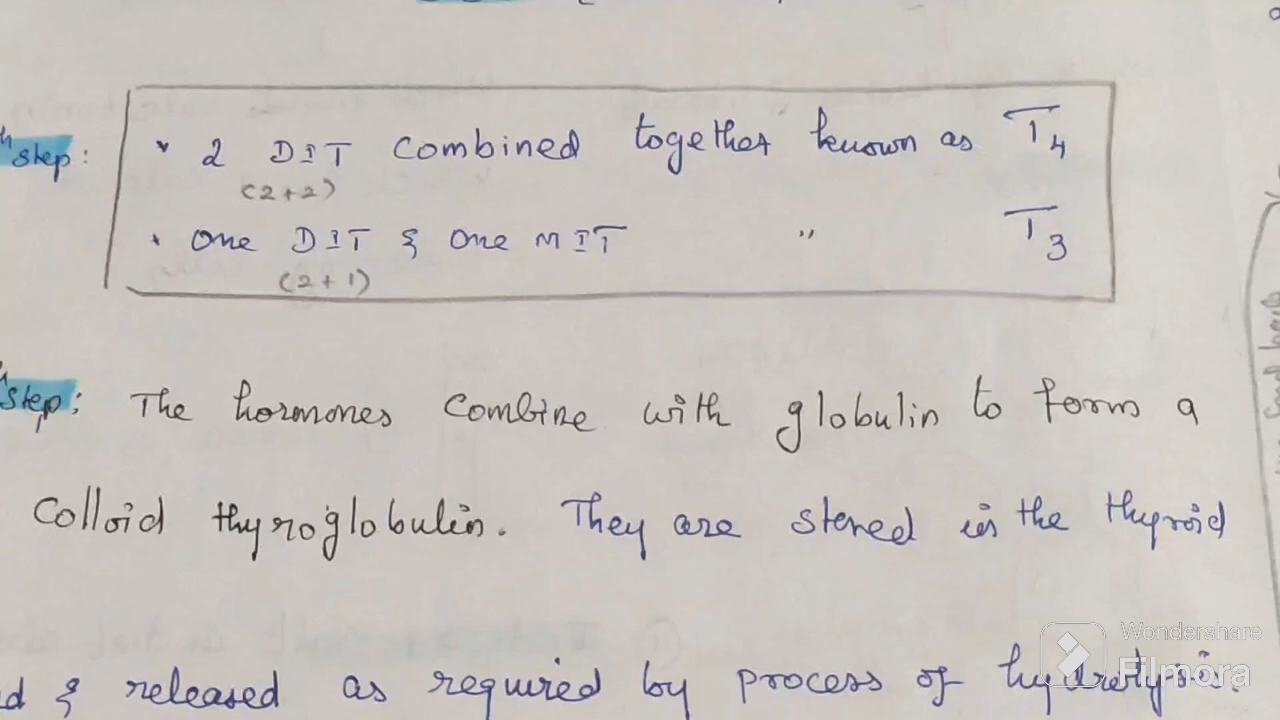 step:
• 2 DIT combined together known as T4
(2+2)
• One DIT & One MIT " T3
(2+1)
step: The hormones combine with globulin to form a
colloid thyroglobulin. They are stored in the thyroid
& released as required by process of hydrolysis.
Wondershare
Filmora